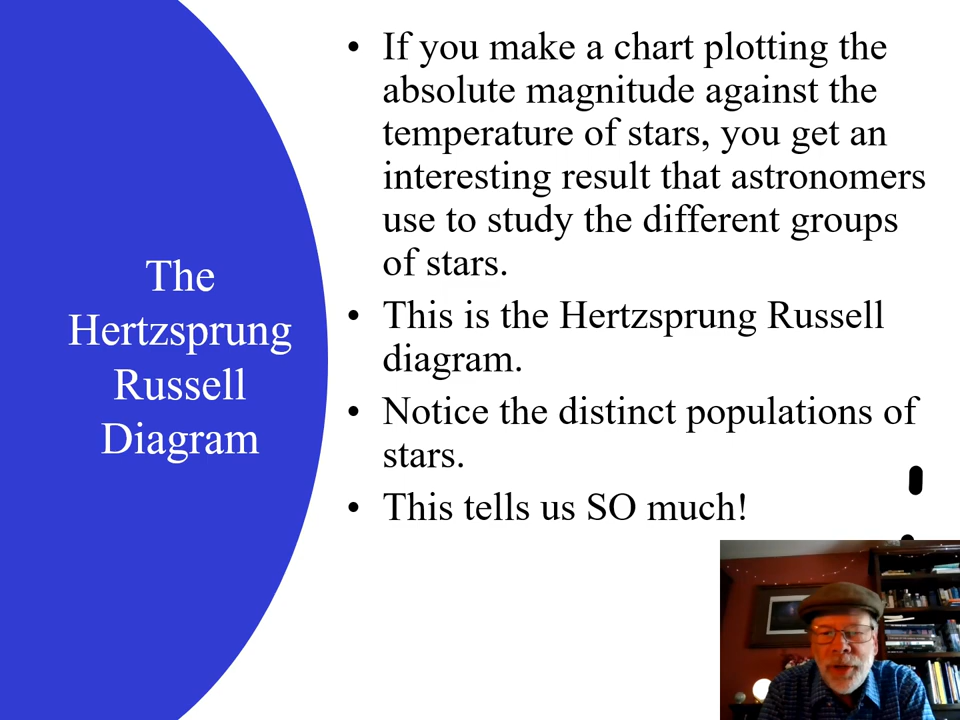 The
Hertzsprung
Russell
Diagram
• If you make a chart plotting the
absolute magnitude against the
temperature of stars, you get an
interesting result that astronomers
use to study the different groups
of stars.
• This is the Hertzsprung Russell
diagram.
• Notice the distinct populations of
stars.
• This tells us SO much!